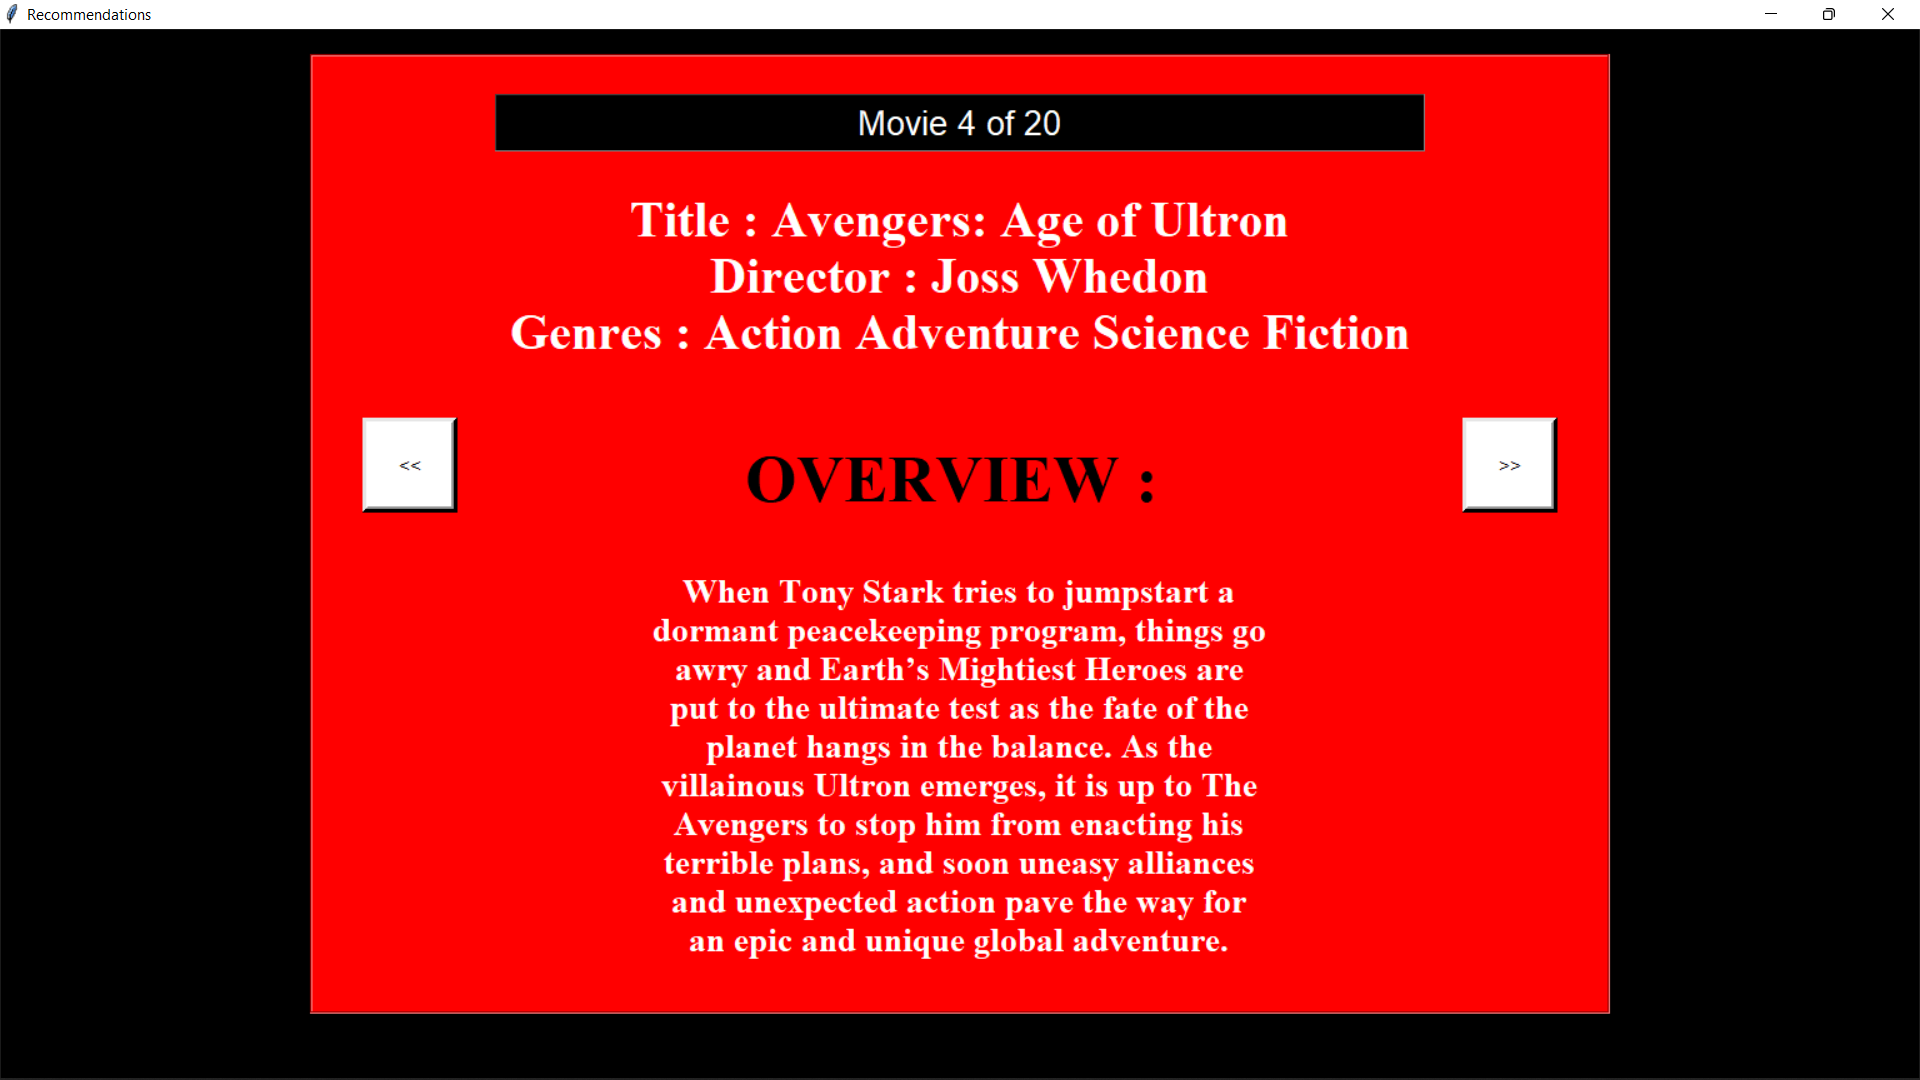 Recommendations
Movie 4 of 20
Title : Avengers: Age of Ultron
Director : Joss Whedon
Genres : Action Adventure Science Fiction
<<
>>
OVERVIEW :
When Tony Stark tries to jumpstart a
dormant peacekeeping program, things go
awry and Earth’s Mightiest Heroes are
put to the ultimate test as the fate of the
planet hangs in the balance. As the
villainous Ultron emerges, it is up to The
Avengers to stop him from enacting his
terrible plans, and soon uneasy alliances
and unexpected action pave the way for
an epic and unique global adventure.